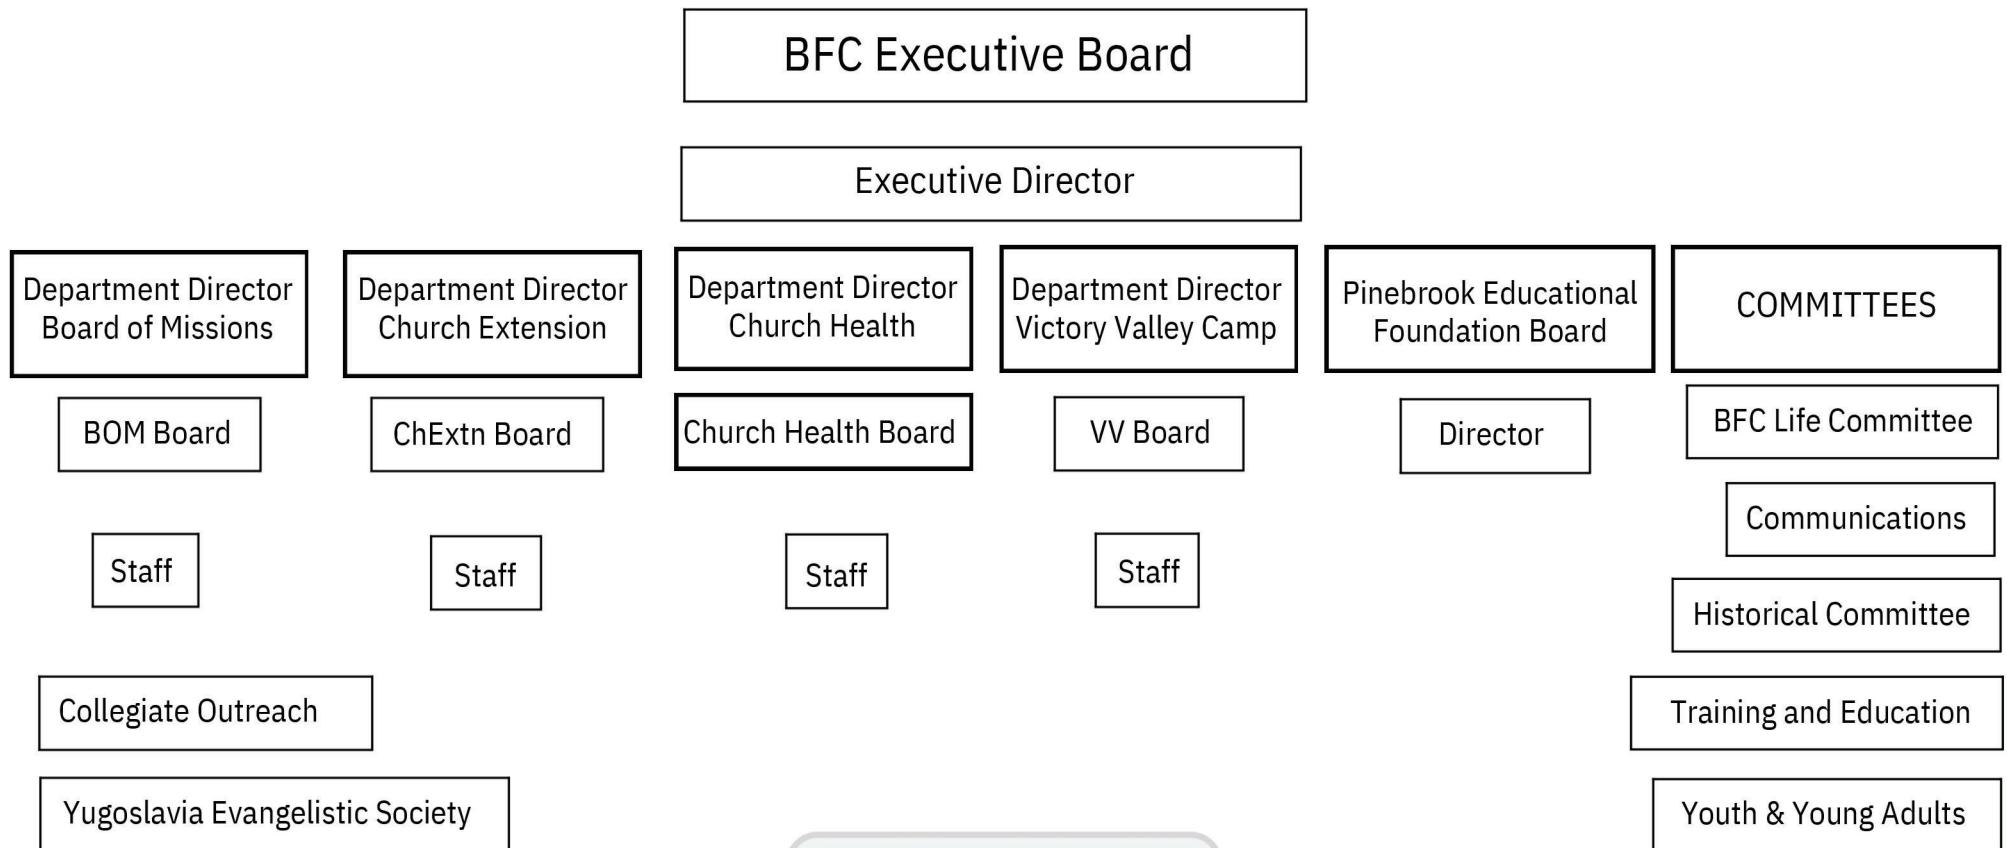 BFC Executive Board
Executive Director
Department Director
Board of Missions
Department Director
Church Extension
Department Director
Church Health
Department Director
Victory Valley Camp
Pinebrook Educational
Foundation Board
COMMITTEES
BOM Board
ChExtn Board
Church Health Board
VV Board
Director
BFC Life Committee
Communications
Staff
Staff
Staff
Staff
Historical Committee
Collegiate Outreach
Training and Education
Yugoslavia Evangelistic Society
Youth & Young Adults